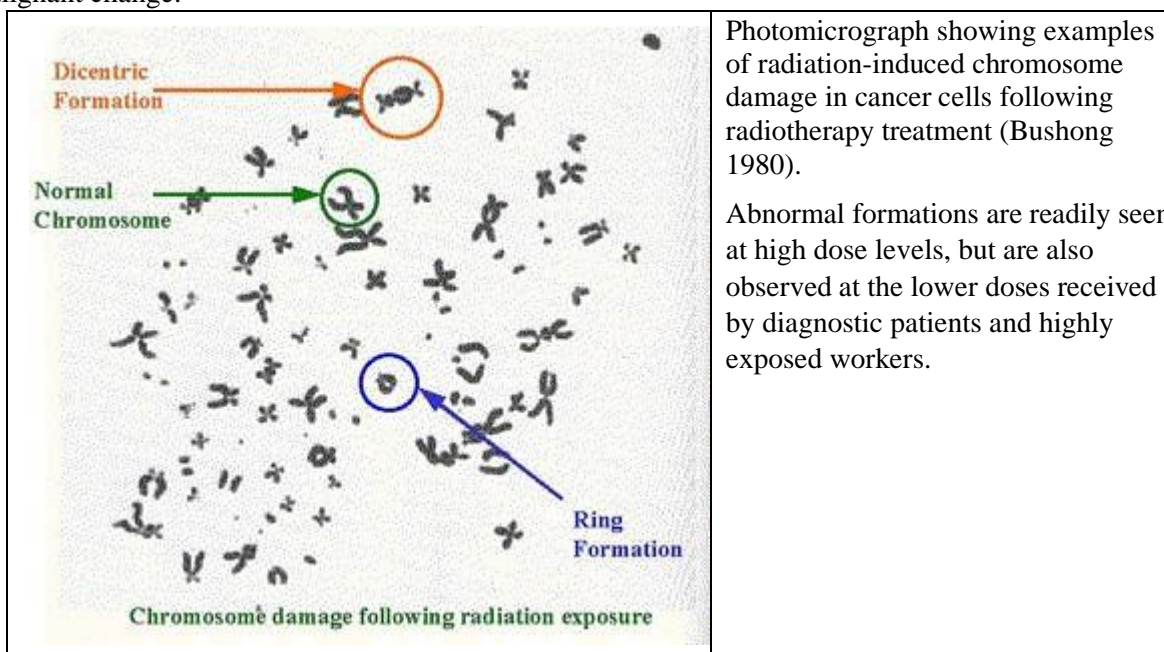 Dicentric
Formation
Normal
Chromosome
Ring
Formation
Chromosome damage following radiation exposure
Photomicrograph showing examples
of radiation-induced chromosome
damage in cancer cells following
radiotherapy treatment (Bushong
1980).
Abnormal formations are readily
at high dose levels, but are also
observed at the lower doses received
by diagnostic patients and highly
exposed workers.